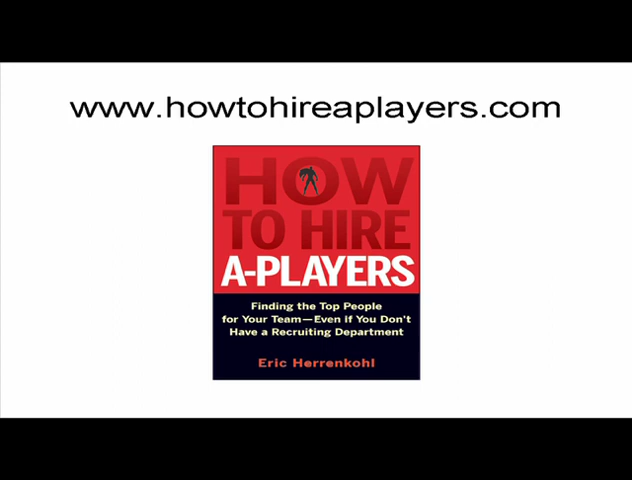 www.howtohireaplayers.com
HOW
TO HIRE
A-PLAYERS
Finding the Top People
for Your Team—Even if You Don't
Have a Recruiting Department
Eric Herrenkohl